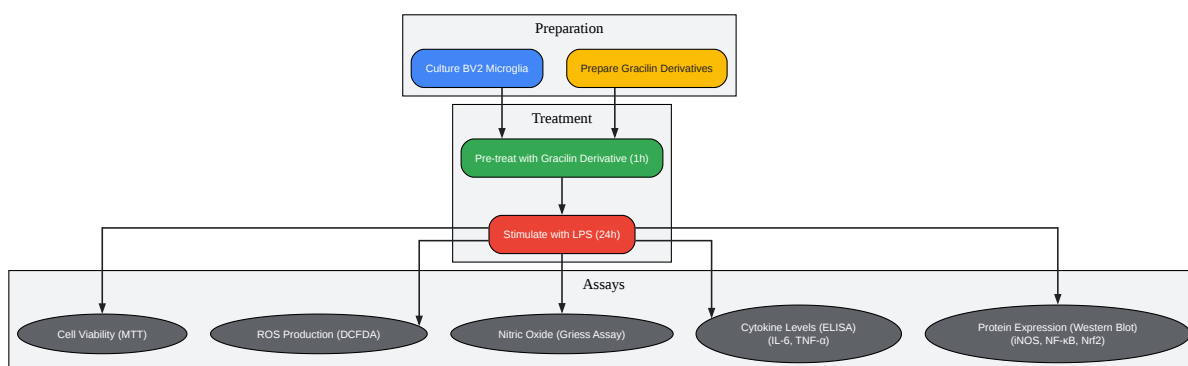 Preparation
Culture BV2 Microglia
Prepare Gracilin Derivatives
Treatment
Pre-treat with Gracilin Derivative (1h)
Stimulate with LPS (24h)
Assays
Cell Viability (MTT)
ROS Production (DCFDA)
Nitric Oxide (Griess Assay)
Cytokine Levels (ELISA)
(IL-6, TNF-α)
Protein Expression (Western Blot)
(iNOS, NF-κB, Nrf2)